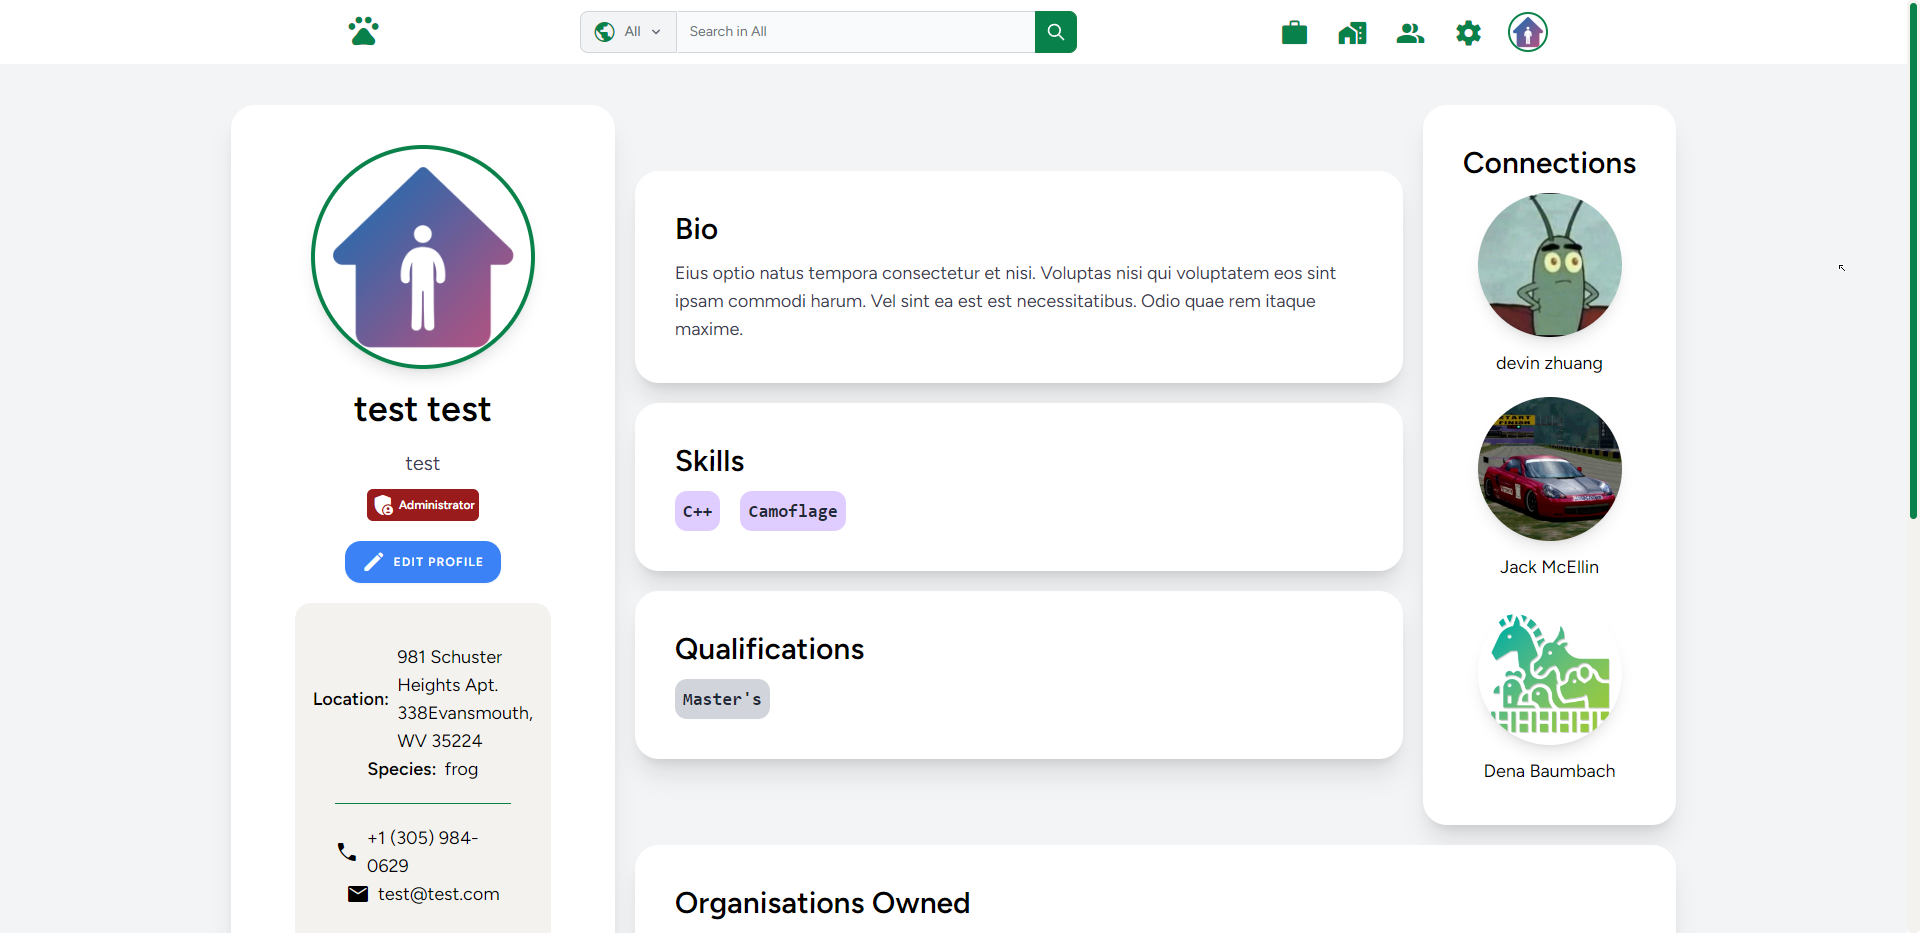 All
Search in All
test test
test
Administrator
EDIT PROFILE
Location:
981 Schuster
Heights Apt.
338Evansmouth,
WV 35224
Species: frog
+1 (305) 984-
0629
test@test.com
Bio
Eius optio natus tempora consectetur et nisi. Voluptas nisi qui voluptatem eos sint
ipsam commodi harum. Vel sint ea est est necessitatibus. Odio quae rem itaque
maxime.
Skills
C++ Camoflage
Qualifications
Master's
Connections
devin zhuang
START
FINISH
Jack McEllin
Dena Baumbach
Organisations Owned